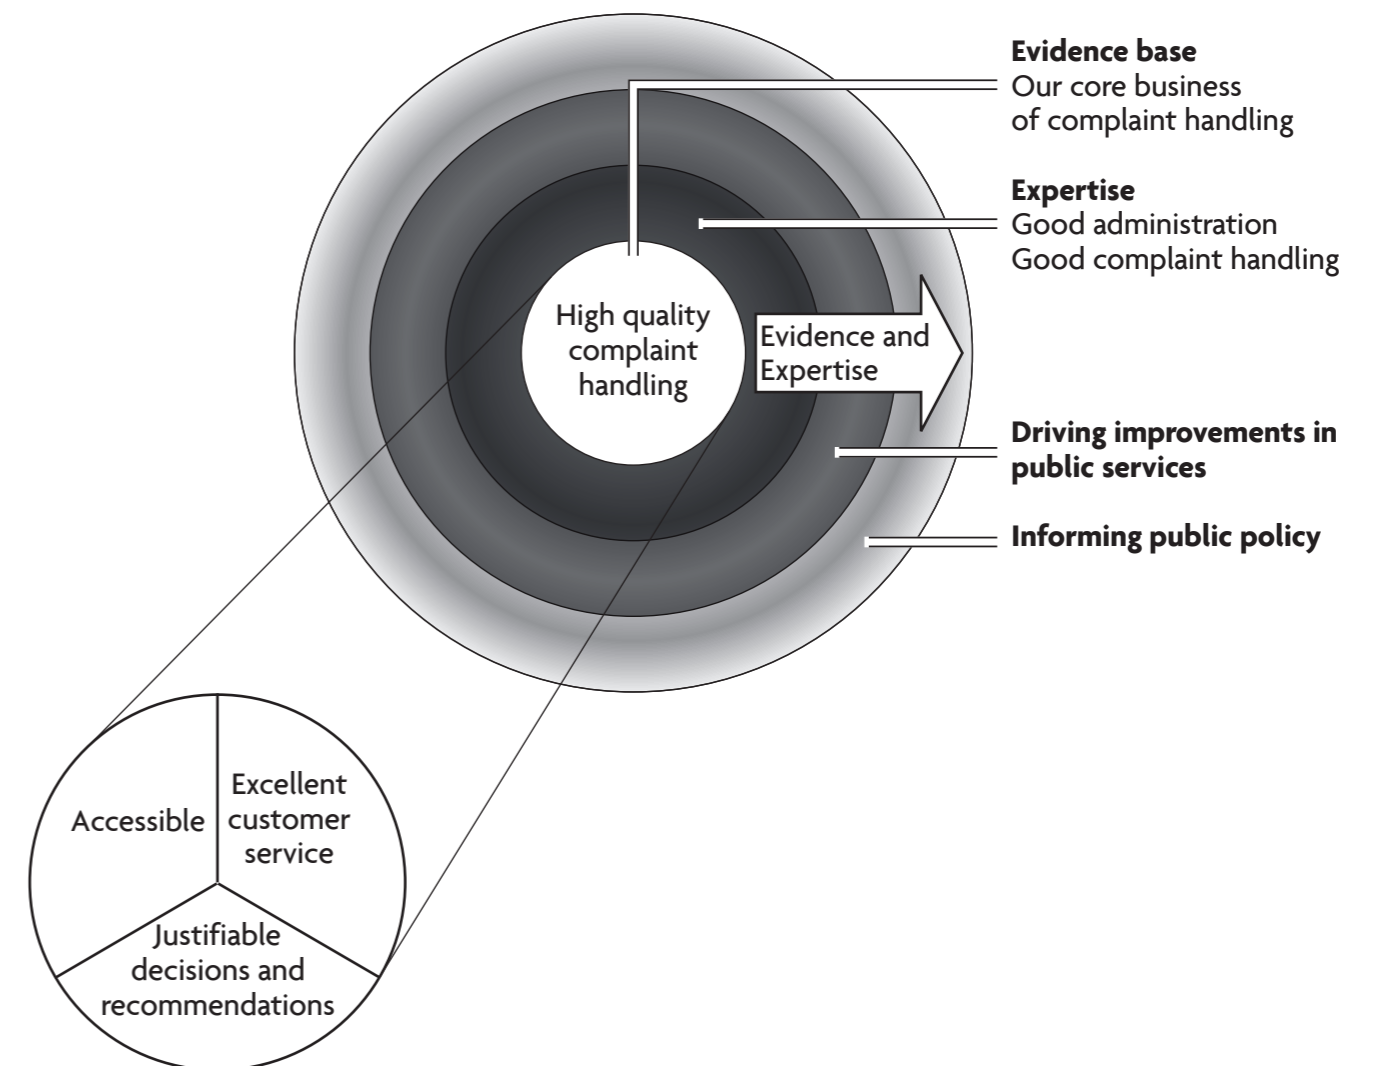 Evidence base
Our core business
of complaint handling
Expertise
Good administration
Good complaint handling
High quality
complaint
handling
Evidence and
Expertise
Driving improvements in
public services
Informing public policy
Accessible
Excellent
customer
service
Justifiable
decisions and
recommendations